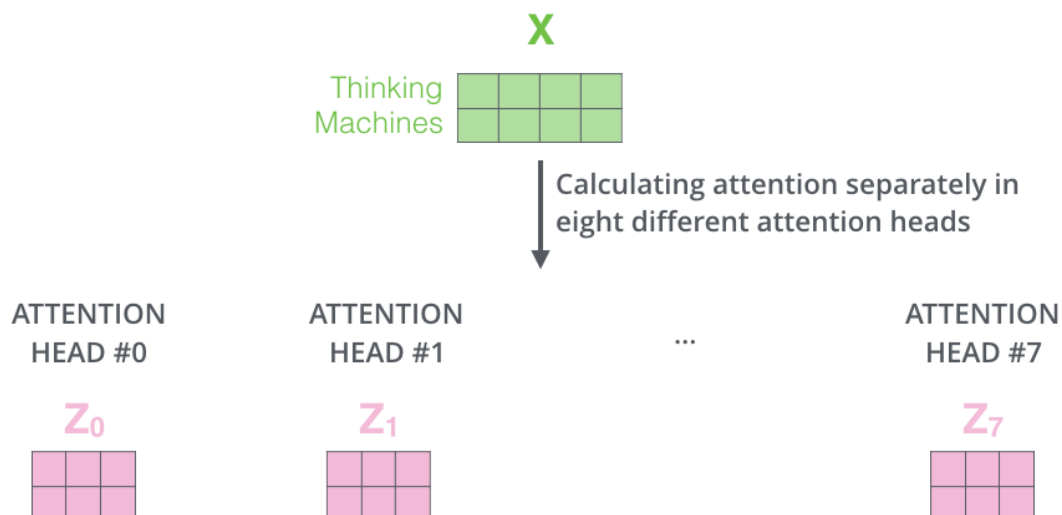 X
Thinking
Machines
Calculating attention separately in
eight different attention heads
ATTENTION
HEAD #0
ATTENTION
HEAD #1
...
ATTENTION
HEAD #7
Z0
Z1
Z7